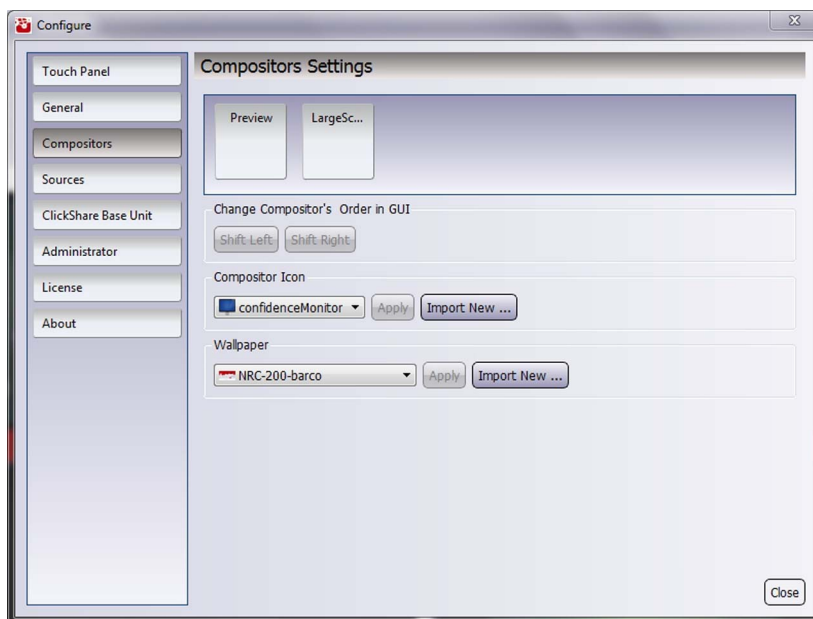 Configure
Touch Panel
General
Compositors
Sources
ClickShare Base Unit
Administrator
License
About
Compositors Settings
Preview LargeSc...
Change Compositor's Order in GUI
Shift Left Shift Right
Compositor Icon
confidenceMonitor Apply Import New ...
Wallpaper
NRC-200-barco Apply Import New ...
Close